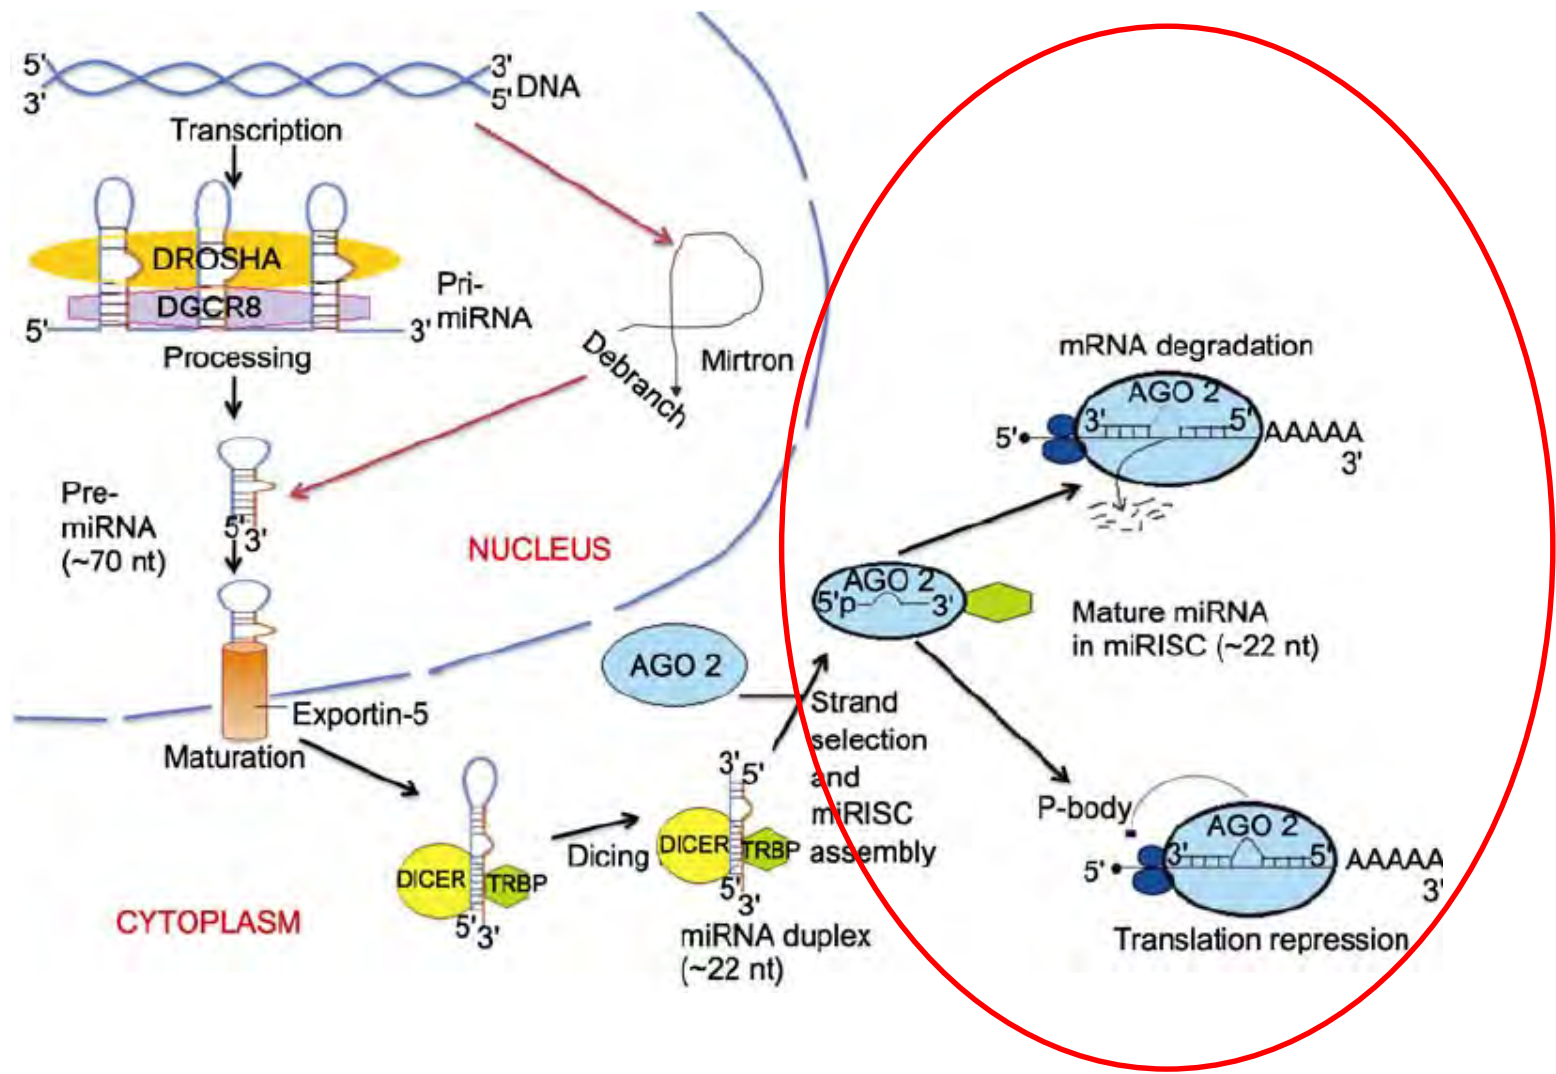 5'
3'
3'
5'
DNA
Transcription
DROSHA
DGCR8
5'
3'
Pri-
miRNA
Processing
Debranch
Mirtron
Pre-
miRNA
(~70 nt)
5'
3'
NUCLEUS
Exportin-5
Maturation
CYTOPLASM
DICER
TRBP
5'
3'
Dicing
3'
5'
DICER
TRBP
5'
3'
miRNA duplex
(~22 nt)
AGO 2
Strand
selection
and
miRISC
assembly
AGO 2
5'p
3'
Mature miRNA
in miRISC (~22 nt)
mRNA degradation
AGO 2
3'
5'
5'
AAAAA
3'
P-body
AGO 2
3'
5'
5'
AAAAA
3'
Translation repression